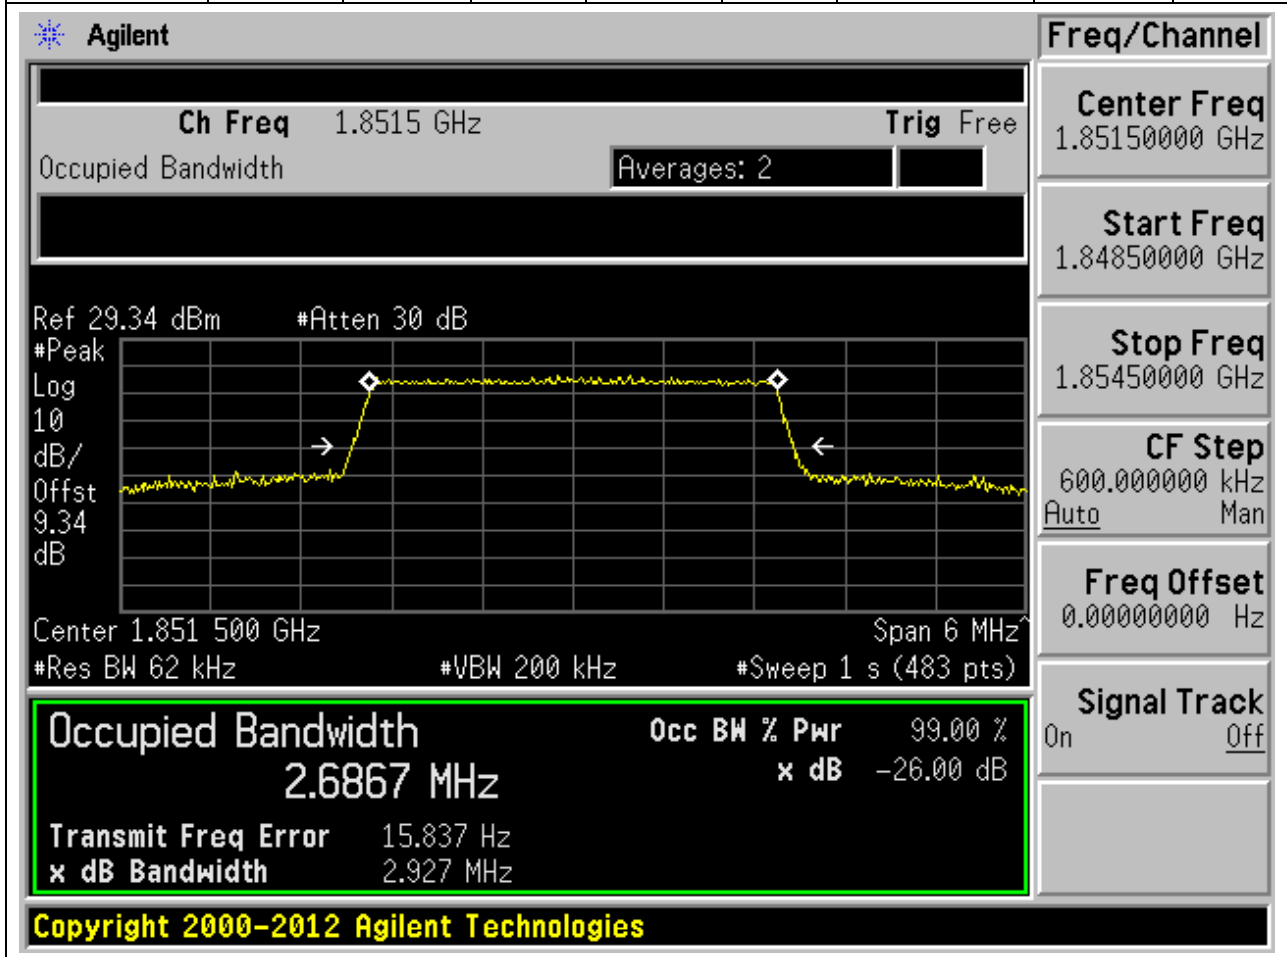 Agilent
Freq/Channel
Ch Freq 1.8515 GHz Trig Free
Occupied Bandwidth Averages: 2
Center Freq
1.85150000 GHz
Start Freq
1.84850000 GHz
Stop Freq
1.85450000 GHz
CF Step
600.000000 kHz
Auto Man
Freq Offset
0.00000000 Hz
Signal Track
On Off
Ref 29.34 dBm #Atten 30 dB
#Peak
Log
10
dB/
Offst
9.34
dB
Center 1.851 500 GHz Span 6 MHz^
#Res BW 62 kHz #VBW 200 kHz #Sweep 1 s (483 pts)
Occupied Bandwidth
2.6867 MHz
Occ BW % Pwr 99.00 %
x dB -26.00 dB
Transmit Freq Error 15.837 Hz
x dB Bandwidth 2.927 MHz
Copyright 2000-2012 Agilent Technologies